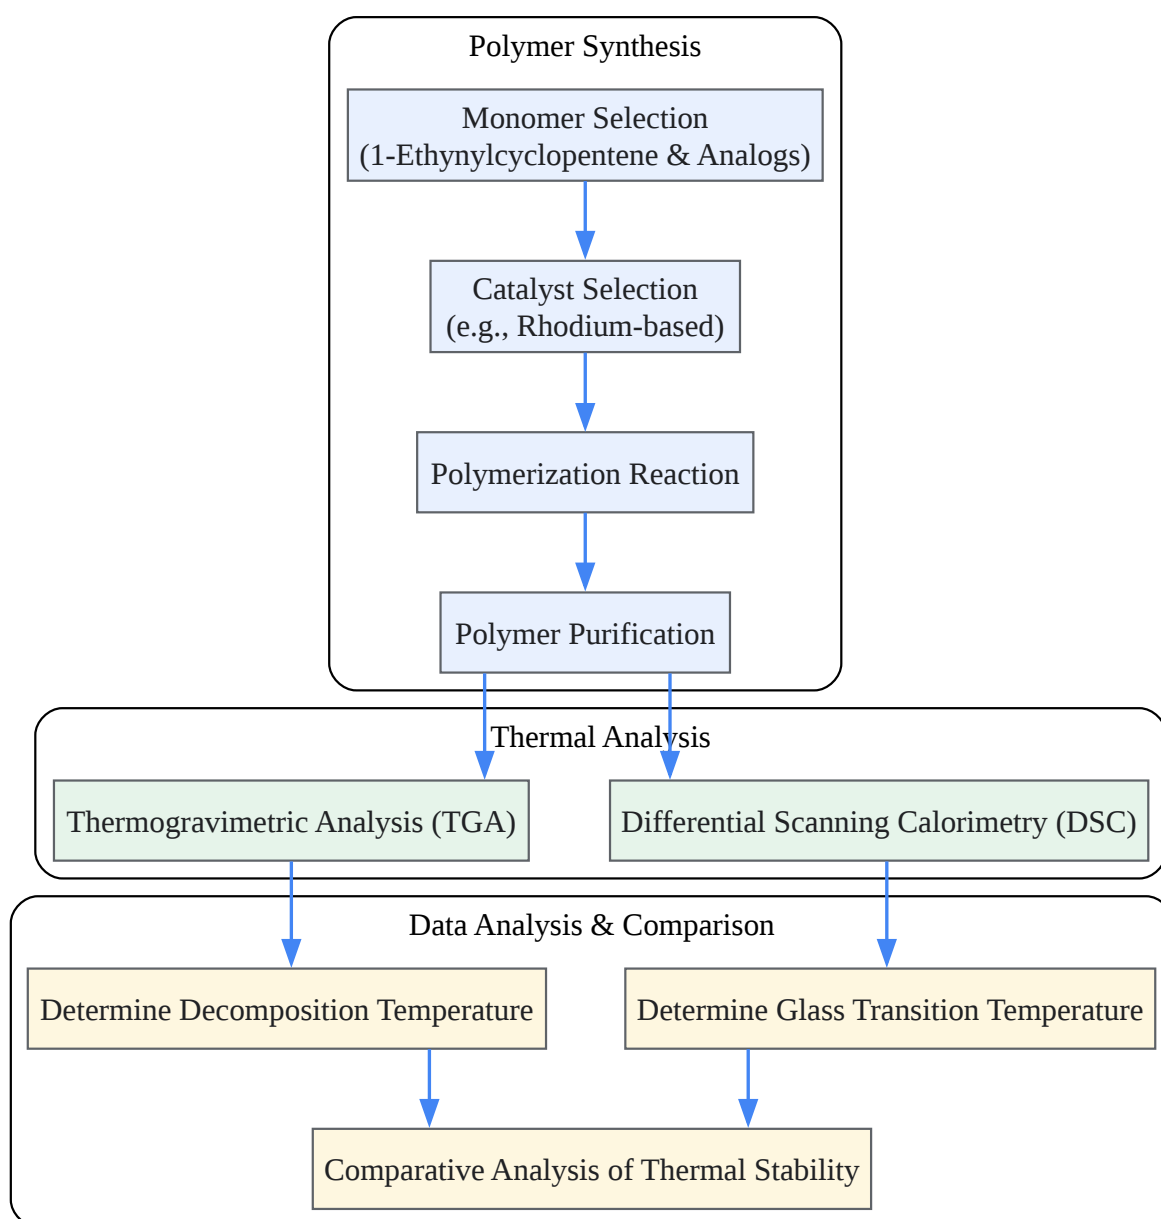 Polymer Synthesis
Monomer Selection
(1-Ethynylcyclopentene & Analogs)
Catalyst Selection
(e.g., Rhodium-based)
Polymerization Reaction
Polymer Purification
Thermal Analysis
Thermogravimetric Analysis (TGA)
Differential Scanning Calorimetry (DSC)
Data Analysis & Comparison
Determine Decomposition Temperature
Determine Glass Transition Temperature
Comparative Analysis of Thermal Stability